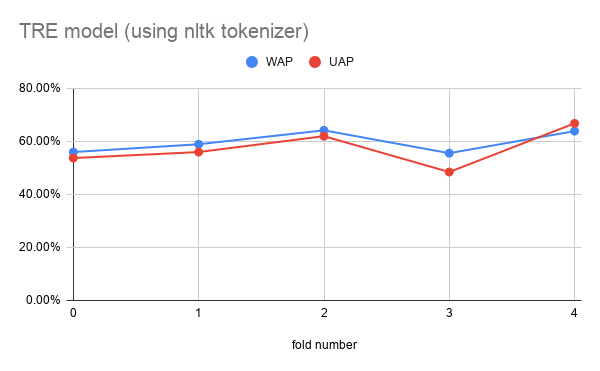 TRE model (using nltk tokenizer)
WAP UAP
80.00%
60.00%
40.00%
20.00%
0.00%
0 1 2 3 4
fold number